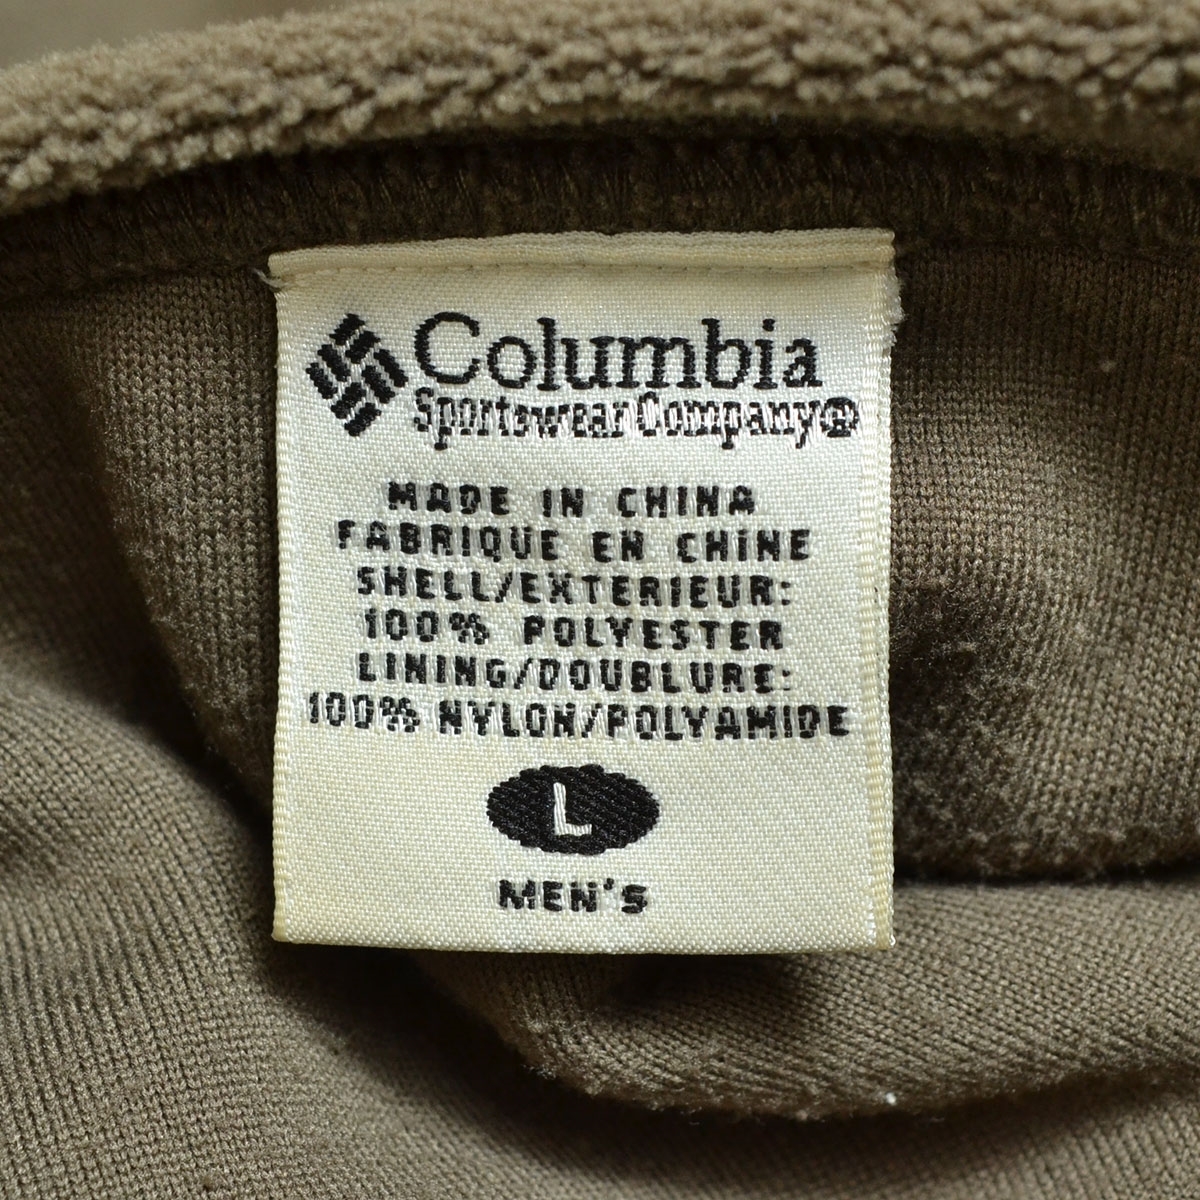 Columbia
Sportswear Company®
MADE IN CHINA
FABRIQUE EN CHINE
SHELL/EXTERIEUR:
100% POLYESTER
LINING/DOUBLURE:
100% NYLON/POLYAMIDE
L
MEN'S